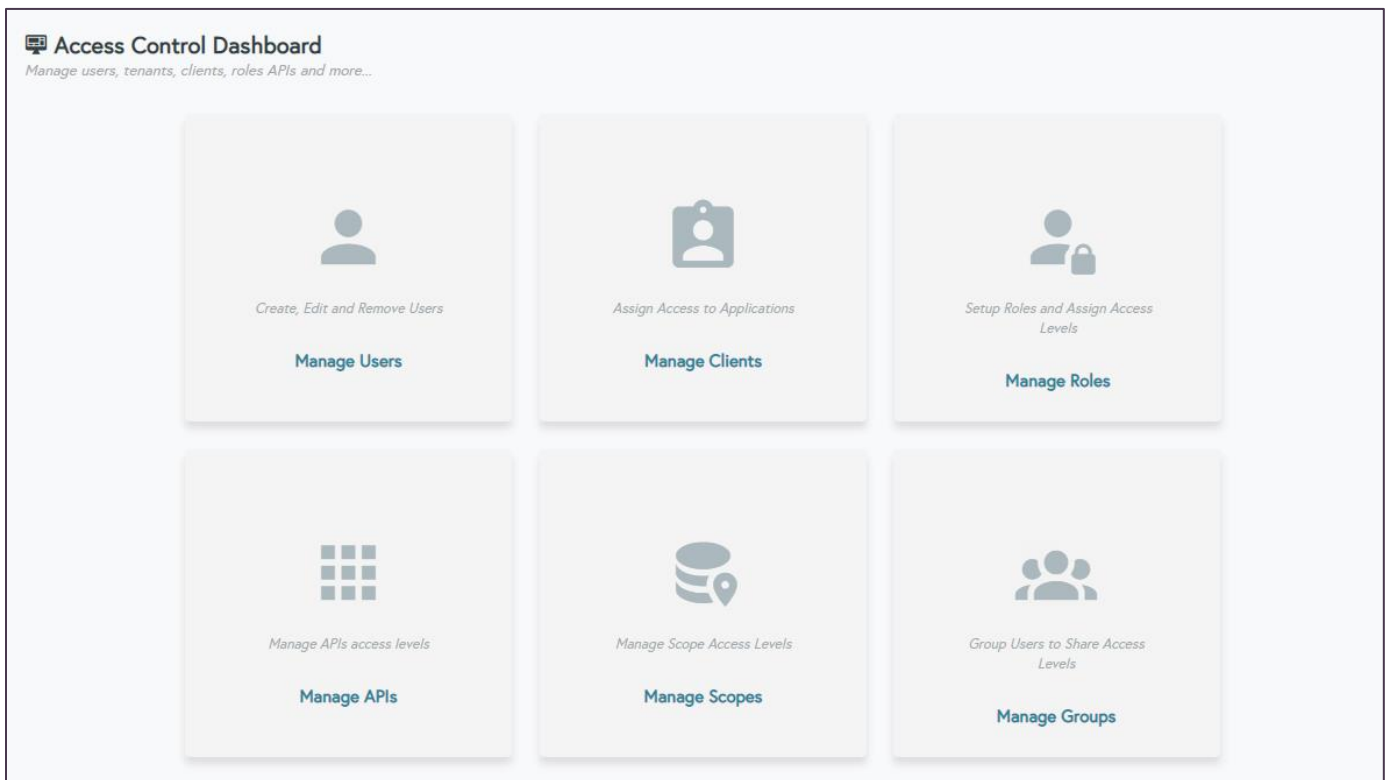 Access Control Dashboard
Manage users, tenants, clients, roles APIs and more...
Create, Edit and Remove Users
Manage Users
Assign Access to Applications
Manage Clients
Setup Roles and Assign Access
Levels
Manage Roles
Manage APIs access levels
Manage APIs
Manage Scope Access Levels
Manage Scopes
Group Users to Share Access
Levels
Manage Groups